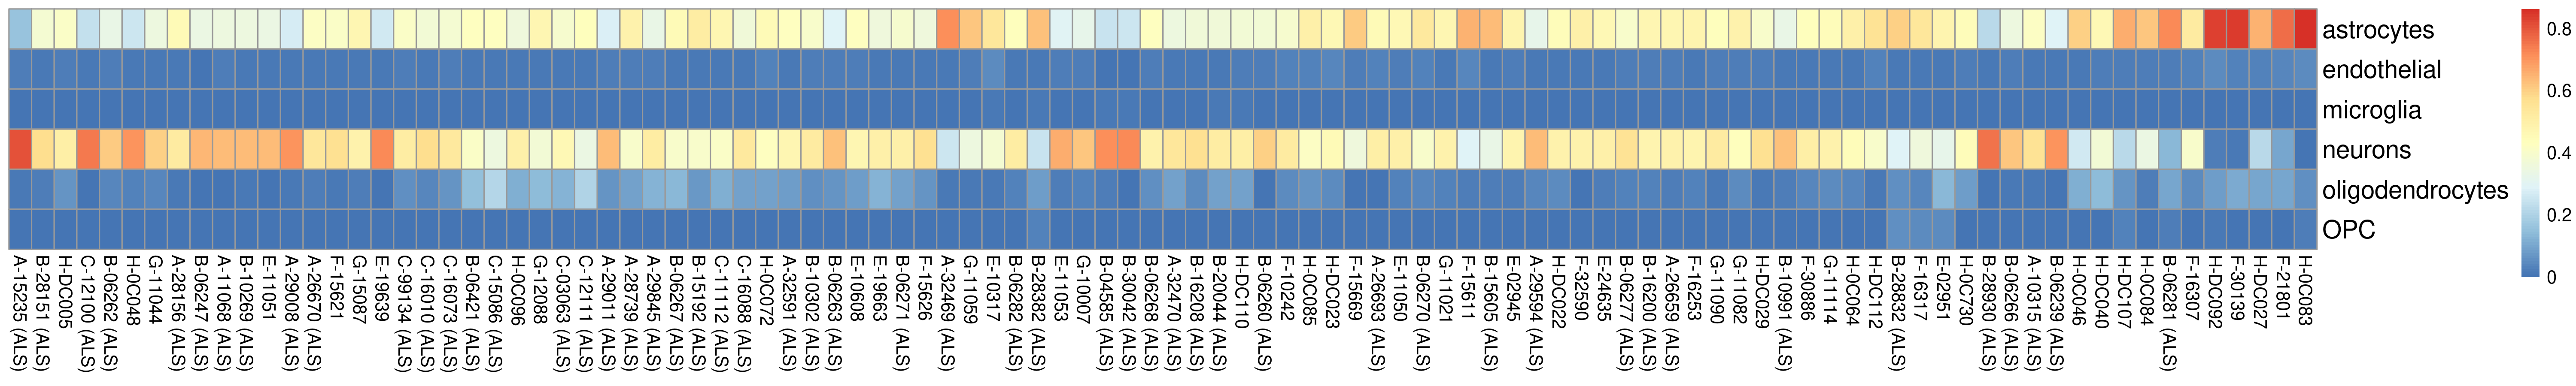 astrocytes
endothelial
microglia
neurons
oligodendrocytes
OPC
0.8
0.6
0.4
0.2
0
A-15235 (ALS)
B-28151 (ALS)
H-DC005
C-12100 (ALS)
B-06262 (ALS)
H-0C048
G-11044
A-28156 (ALS)
B-06247 (ALS)
A-11068 (ALS)
B-10269 (ALS)
E-11051
A-29008 (ALS)
A-26670 (ALS)
F-15621
G-15087
E-19639
C-99134 (ALS)
C-16010 (ALS)
C-16073 (ALS)
B-06421 (ALS)
C-15086 (ALS)
H-0C096
G-12088
C-03063 (ALS)
C-12111 (ALS)
A-29011 (ALS)
A-28739 (ALS)
A-29845 (ALS)
B-06267 (ALS)
B-15192 (ALS)
C-11112 (ALS)
C-16088 (ALS)
H-0C072
A-32591 (ALS)
B-10302 (ALS)
B-06263 (ALS)
E-10608
E-19663
B-06271 (ALS)
F-15626
A-32469 (ALS)
G-11059
E-10317
B-06282 (ALS)
B-28382 (ALS)
E-11053
G-10007
B-04585 (ALS)
B-30042 (ALS)
B-06268 (ALS)
A-32470 (ALS)
B-16208 (ALS)
B-20044 (ALS)
H-DC110
B-06260 (ALS)
F-10242
H-0C085
H-DC023
F-15669
A-26693 (ALS)
E-11050
B-06270 (ALS)
G-11021
F-15611
B-15605 (ALS)
E-02945
A-29594 (ALS)
H-DC022
F-32590
E-24635
B-06277 (ALS)
B-16200 (ALS)
A-26659 (ALS)
F-16253
G-11090
G-11082
H-DC029
B-10991 (ALS)
F-30886
G-11114
H-0C064
H-DC112
B-28832 (ALS)
F-16317
E-02951
H-0C730
B-28930 (ALS)
B-06266 (ALS)
A-10315 (ALS)
B-06239 (ALS)
H-0C046
H-DC040
H-DC107
H-0C084
B-06281 (ALS)
F-16307
H-DC092
F-30139
H-DC027
F-21801
H-0C083